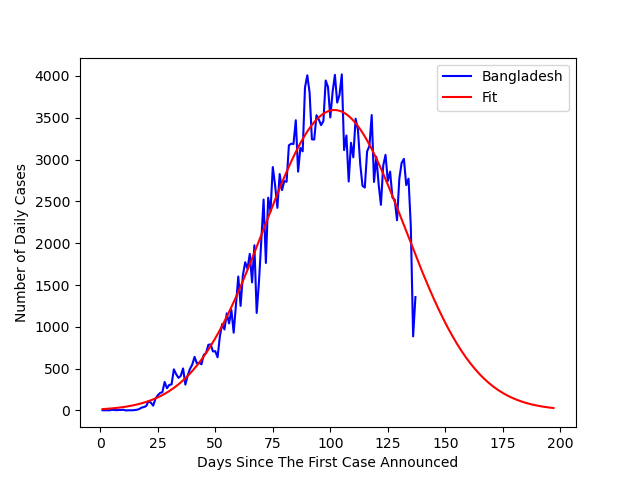 Bangladesh
Fit
Number of Daily Cases
4000
3500
3000
2500
2000
1500
1000
500
0
0 25 50 75 100 125 150 175 200
Days Since The First Case Announced